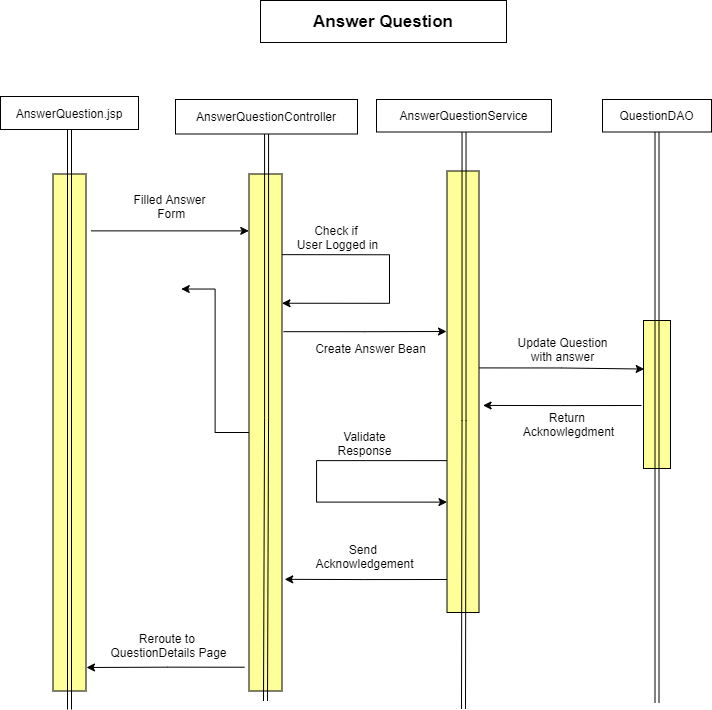 Answer Question
AnswerQuestion.jsp
AnswerQuestionController
AnswerQuestionService
QuestionDAO
Filled Answer
Form
Check if
User Logged in
Create Answer Bean
Update Question
with answer
Return
Acknowlegdment
Validate
Response
Send
Acknowledgement
Reroute to
QuestionDetails Page